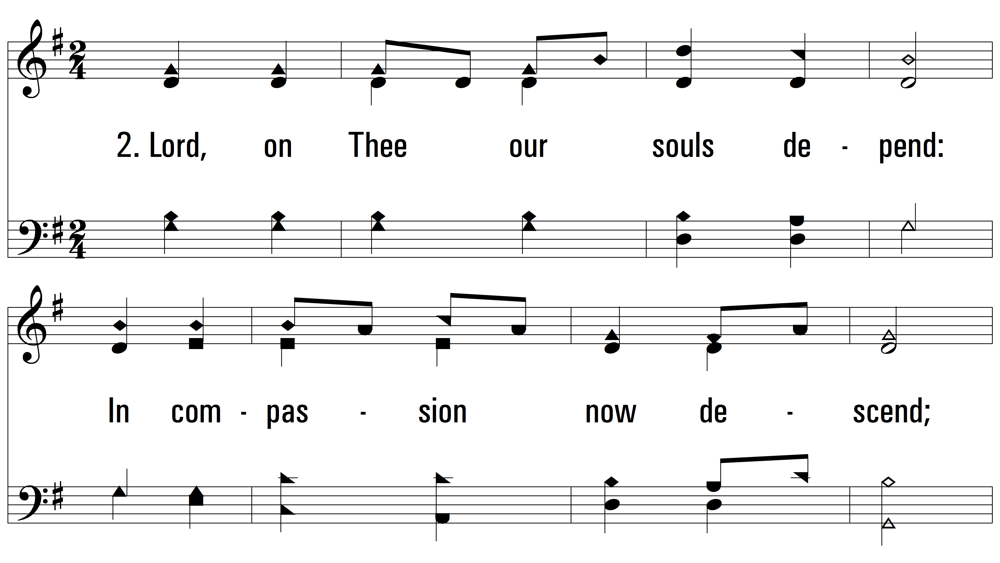 2. Lord, on Thee our souls de - pend:
In com - pas - sion now de - scend;